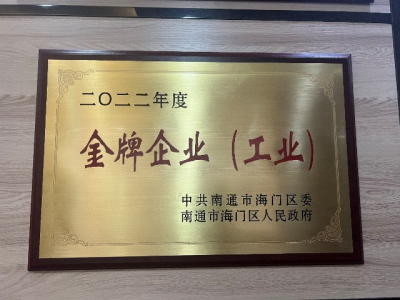 二〇二二年度
金牌企业（工业）
中共南通市海门区委
南通市海门区人民政府